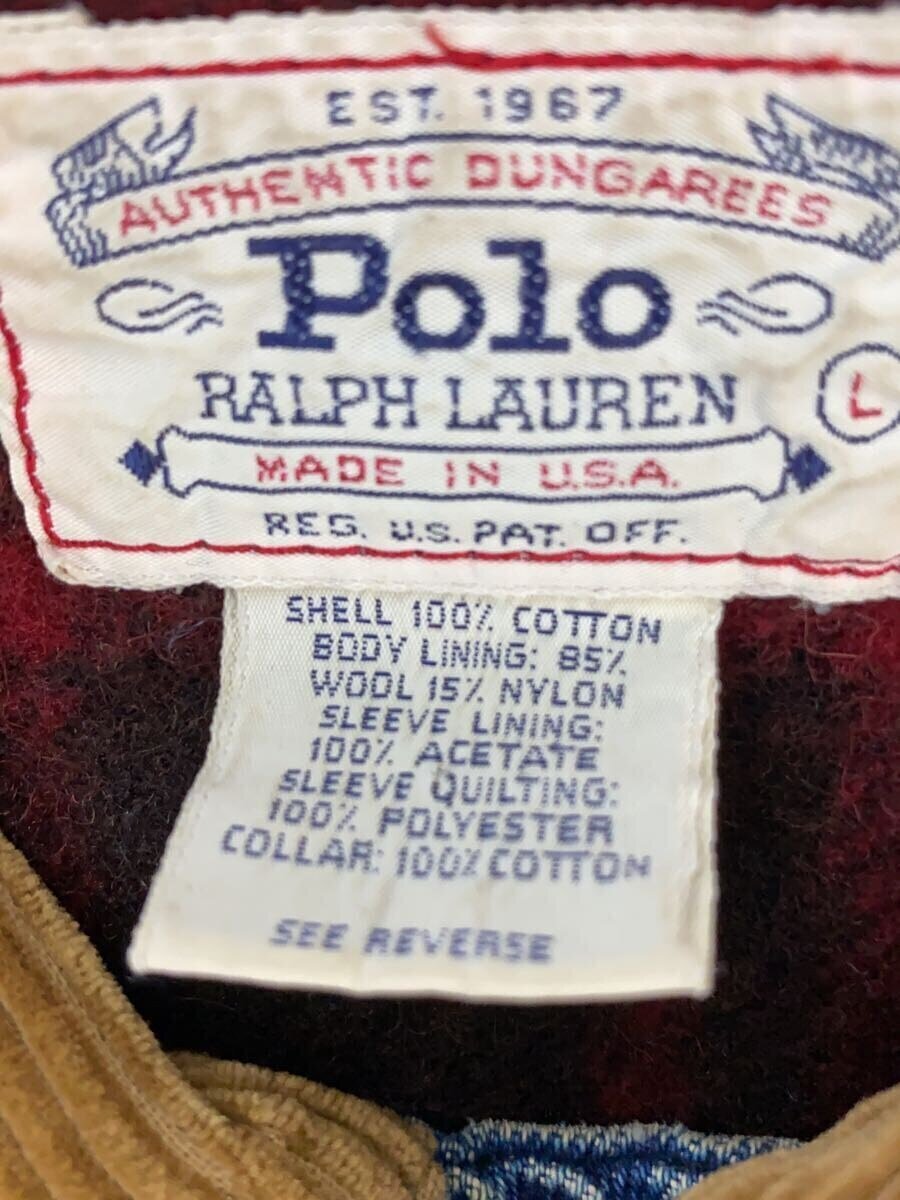 EST. 1967
AUTHENTIC DUNGAREES
Polo
RALPH LAUREN
L
MADE IN U.S.A.
REG. U.S. PAT. OFF.
SHELL 100% COTTON
BODY LINING: 85%
WOOL 15% NYLON
SLEEVE LINING:
100% ACETATE
SLEEVE QUILTING:
100% POLYESTER
COLLAR: 100% COTTON
SEE REVERSE